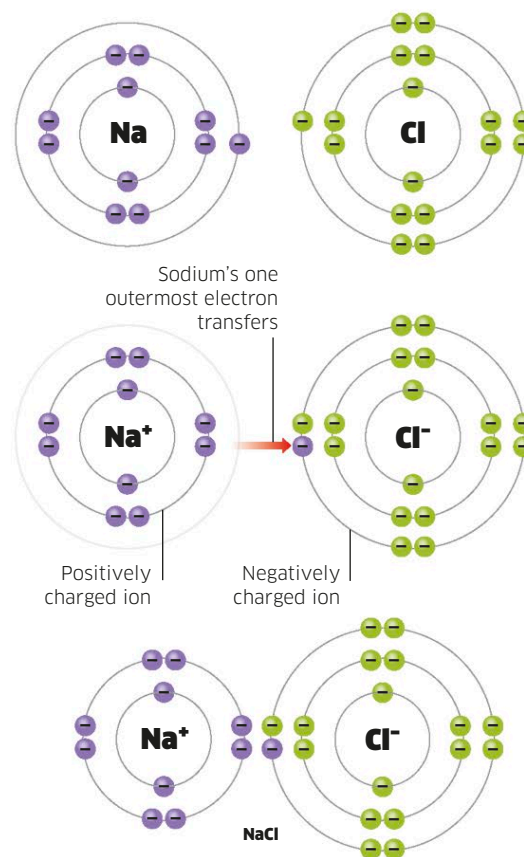 Na
Cl
Sodium's one
outermost electron
transfers
Na⁺
Cl⁻
Positively
charged ion
Negatively
charged ion
Na⁺
Cl⁻
NaCl